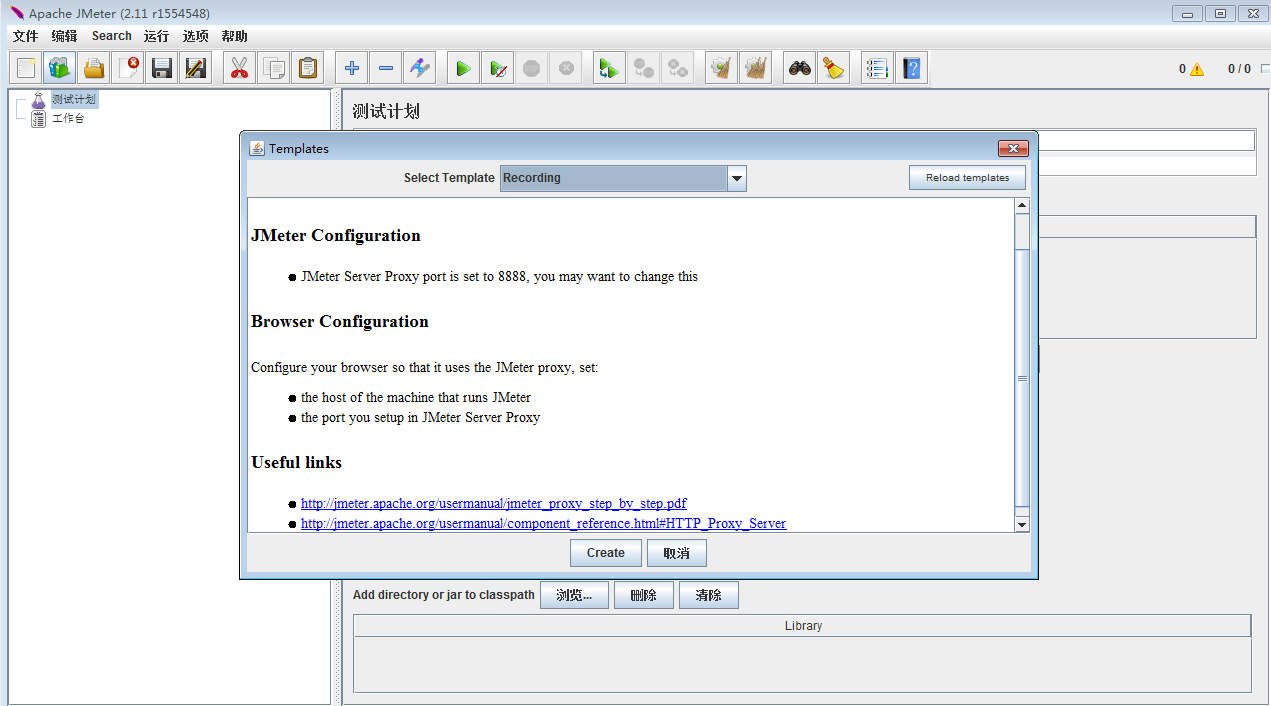 Apache JMeter (2.11 r1554548)
文件 编辑 Search 运行 选项 帮助
0 0 / 0
测试计划
工作台
测试计划
Templates
Select Template Recording Reload templates
JMeter Configuration
JMeter Server Proxy port is set to 8888, you may want to change this
Browser Configuration
Configure your browser so that it uses the JMeter proxy, set:
the host of the machine that runs JMeter
the port you setup in JMeter Server Proxy
Useful links
http://jmeter.apache.org/usermanual/jmeter_proxy_step_by_step.pdf
http://jmeter.apache.org/usermanual/component_reference.html#HTTP_Proxy_Server
Create 取消
Add directory or jar to classpath 浏览... 删除 清除
Library